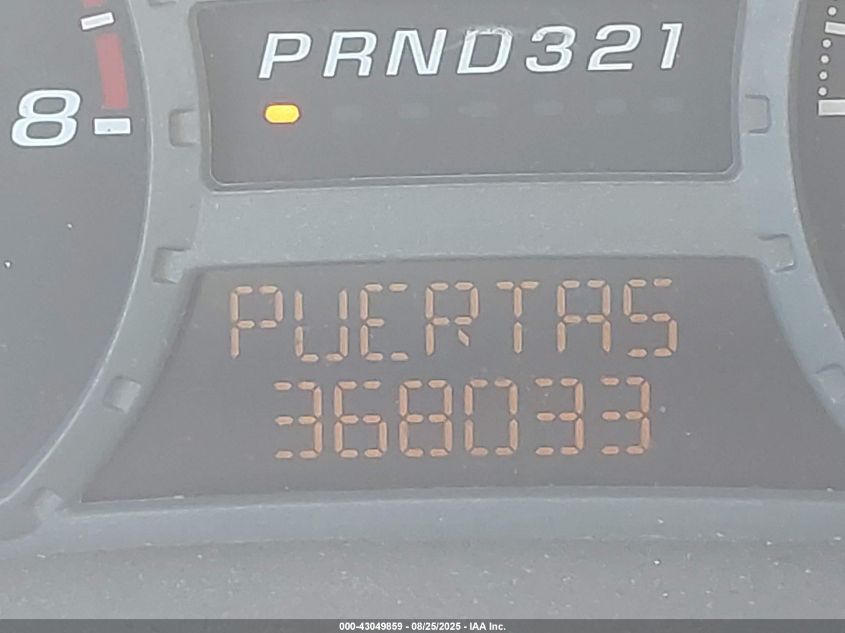 PRND321
8
PUERTAS
368033
000-43049859 - 08/25/2025 - IAA Inc.